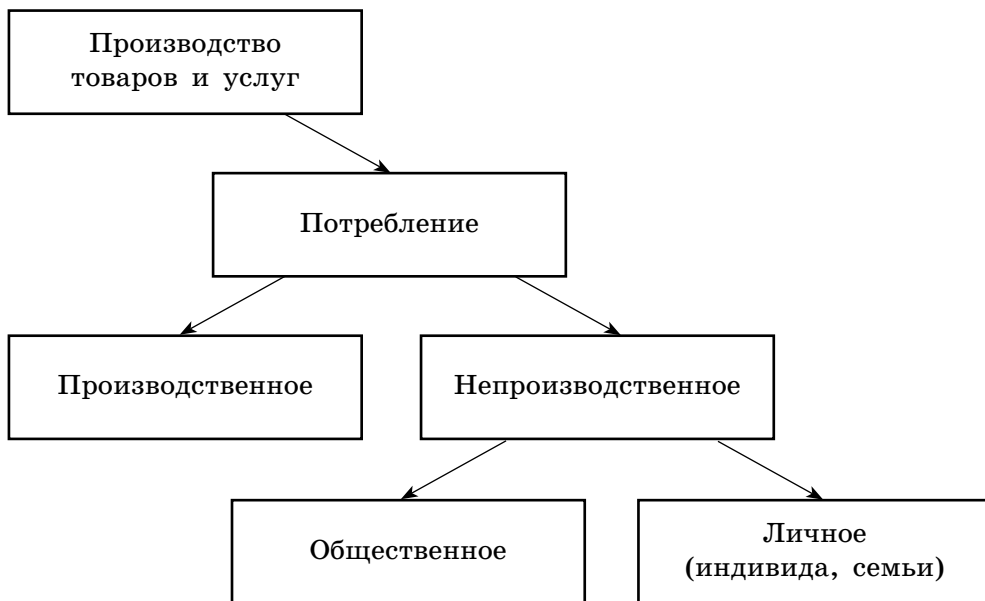 Производство
товаров и услуг
Потребление
Производственное
Непроизводственное
Общественное
Личное
(индивида, семьи)